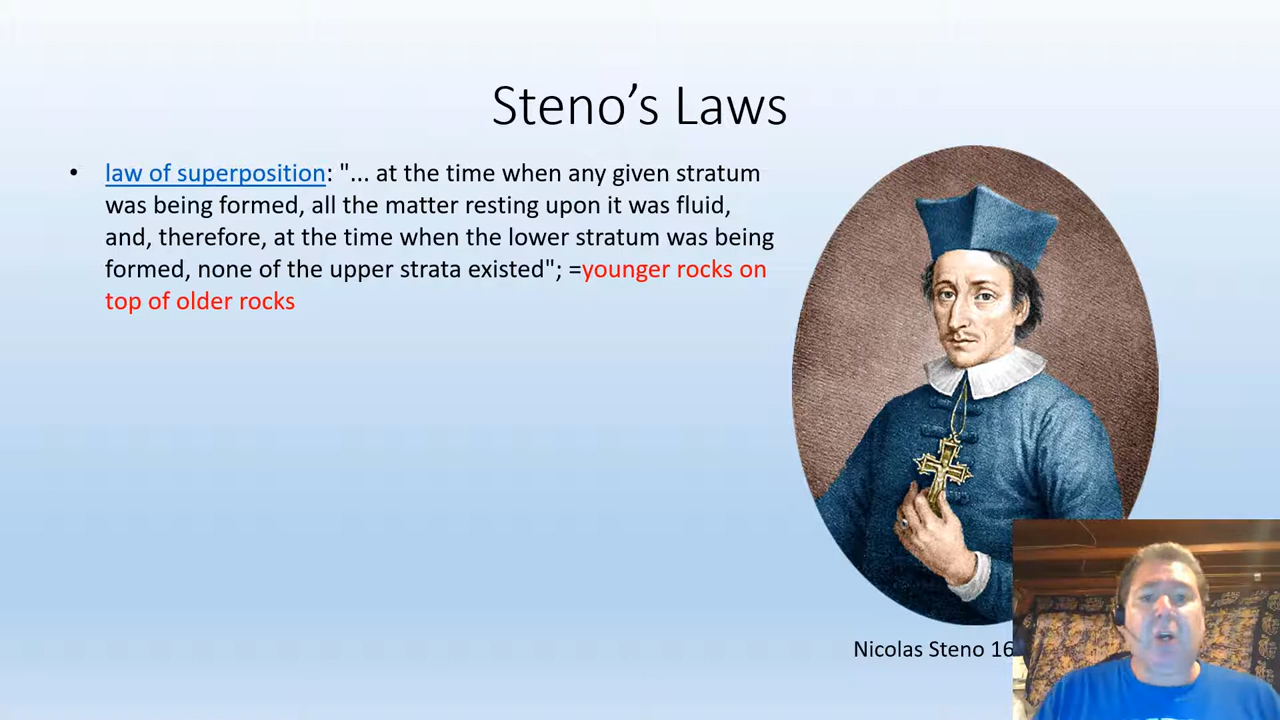 Steno’s Laws
• law of superposition: "... at the time when any given stratum
was being formed, all the matter resting upon it was fluid,
and, therefore, at the time when the lower stratum was being
formed, none of the upper strata existed"; =younger rocks on
top of older rocks
Nicolas Steno 16